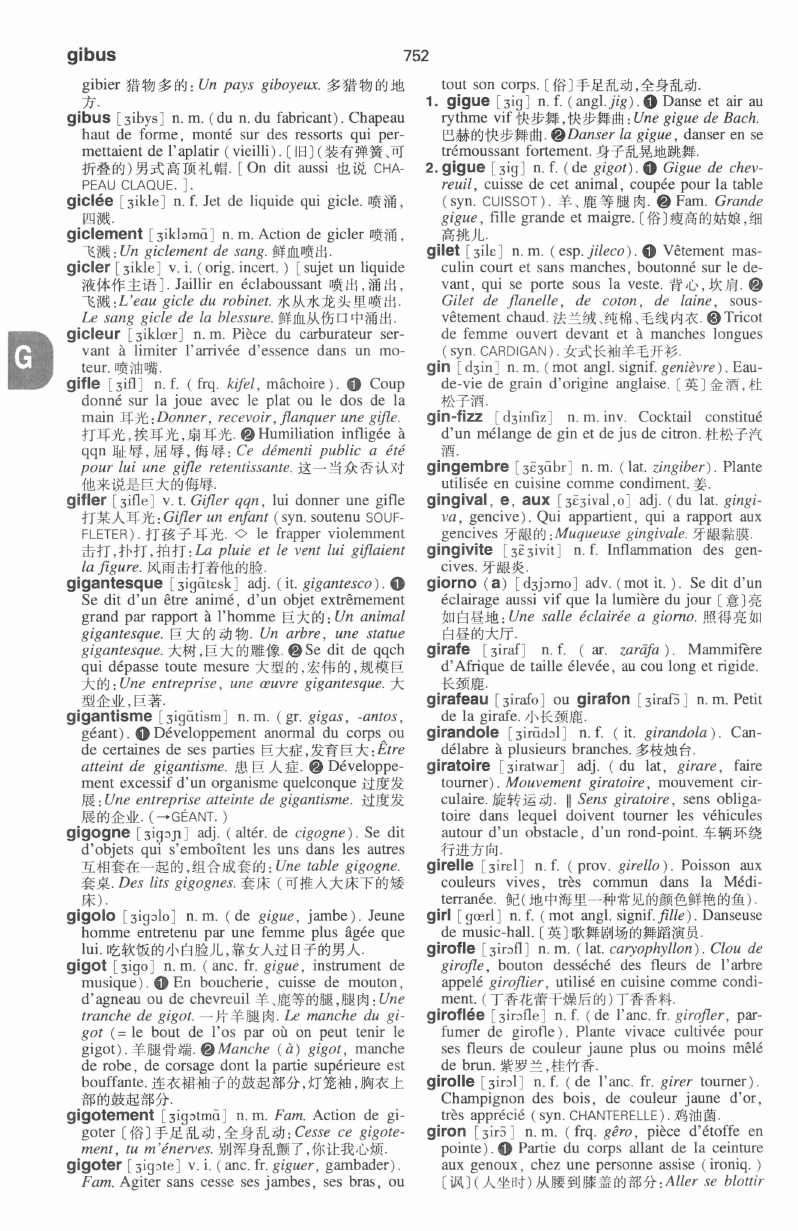 gibus
752
gibier 猎物多的: Un pays giboyeux. 多猎物的地
方.
gibus [ʒibys] n. m. (du n. du fabricant). Chapeau
haut de forme, monté sur des ressorts qui per-
mettaient de l'aplatir (vieilli). [旧](装有弹簧、可
折叠的)男式高顶礼帽. [On dit aussi 也说 CHA-
PEAU CLAQUE. ].
giclée [ʒikle] n. f. Jet de liquide qui gicle. 喷涌,
四溅.
giclement [ʒikləmɑ̃] n. m. Action de gicler 喷涌,
飞溅: Un giclement de sang. 鲜血喷出.
gicler [ʒikle] v. i. (orig. incert. ) [sujet un liquide
液体作主语]. Jaillir en éclaboussant 喷出,涌出,
飞溅: L'eau gicle du robinet. 水从水龙头里喷出.
Le sang gicle de la blessure. 鲜血从伤口中涌出.
gicleur [ʒiklœr] n. m. Pièce du carburateur ser-
vant à limiter l'arrivée d'essence dans un mo-
teur. 喷油嘴.
gifle [ʒifl] n. f. ( frq. kifel, mâchoire). ❶ Coup
donné sur la joue avec le plat ou le dos de la
main 耳光: Donner, recevoir, flanquer une gifle.
打耳光,挨耳光,扇耳光. ❷ Humiliation infligée à
qqn 耻辱,屈辱,侮辱: Ce démenti public a été
pour lui une gifle retentissante. 这一当众否认对
他来说是巨大的侮辱.
gifler [ʒifle] v. t. Gifler qqn, lui donner une gifle
打某人耳光: Gifler un enfant (syn. soutenu SOUF-
FLETER). 打孩子耳光. ◇ le frapper violemment
击打,扑打,拍打: La pluie et le vent lui giflaient
la figure. 风雨击打着他的脸.
gigantesque [ʒigɑ̃tɛsk] adj. (it. gigantesco). ❶
Se dit d'un être animé, d'un objet extrêmement
grand par rapport à l'homme 巨大的: Un animal
gigantesque. 巨大的动物. Un arbre, une statue
gigantesque. 大树,巨大的雕像. ❷ Se dit de qqch
qui dépasse toute mesure 大型的,宏伟的,规模巨
大的: Une entreprise, une œuvre gigantesque. 大
型企业,巨著.
gigantisme [ʒigɑ̃tism] n. m. (gr. gigas, -antos,
géant). ❶ Développement anormal du corps ou
de certaines de ses parties 巨大症,发育巨大: Être
atteint de gigantisme. 患巨人症. ❷ Développe-
ment excessif d'un organisme quelconque 过度发
展: Une entreprise atteinte de gigantisme. 过度发
展的企业. (→GÉANT. )
gigogne [ʒigɔɲ] adj. (altér. de cigogne). Se dit
d'objets qui s'emboîtent les uns dans les autres
互相套在一起的,组合成套的: Une table gigogne.
套桌. Des lits gigognes. 套床 (可推入大床下的矮
床).
gigolo [ʒigɔlo] n. m. (de gigue, jambe). Jeune
homme entretenu par une femme plus âgée que
lui. 吃软饭的小白脸儿,靠女人过日子的男人.
gigot [ʒigo] n. m. (anc. fr. gigue, instrument de
musique). ❶ En boucherie, cuisse de mouton,
d'agneau ou de chevreuil 羊、鹿等的腿,腿肉: Une
tranche de gigot. 一片羊腿肉. Le manche du gi-
got (= le bout de l'os par où on peut tenir le
gigot). 羊腿骨端. ❷ Manche (à) gigot, manche
de robe, de corsage dont la partie supérieure est
bouffante. 连衣裙袖子的鼓起部分,灯笼袖,胸衣上
部的鼓起部分.
gigotement [ʒigɔtmɑ̃] n. m. Fam. Action de gi-
goter [俗]手足乱动,全身乱动: Cesse ce gigote-
ment, tu m'énerves. 别浑身乱颤了,你让我心烦.
gigoter [ʒigɔte] v. i. (anc. fr. giguer, gambader).
Fam. Agiter sans cesse ses jambes, ses bras, ou
G
tout son corps. [俗]手足乱动,全身乱动.
1. gigue [ʒig] n. f. (angl. jig). ❶ Danse et air au
rythme vif 快步舞,快步舞曲: Une gigue de Bach.
巴赫的快步舞曲. ❷ Danser la gigue, danser en se
trémoussant fortement. 身子乱晃地跳舞.
2. gigue [ʒig] n. f. (de gigot). ❶ Gigue de chev-
reuil, cuisse de cet animal, coupée pour la table
(syn. CUISSOT). 羊、鹿等腿肉. ❷ Fam. Grande
gigue, fille grande et maigre. [俗]瘦高的姑娘,细
高挑儿.
gilet [ʒilɛ] n. m. (esp. jileco). ❶ Vêtement mas-
culin court et sans manches, boutonné sur le de-
vant, qui se porte sous la veste. 背心,坎肩. ❷
Gilet de flanelle, de coton, de laine, sous-
vêtement chaud. 法兰绒、纯棉、毛线内衣. ❸ Tricot
de femme ouvert devant et à manches longues
(syn. CARDIGAN). 女式长袖羊毛开衫.
gin [dʒin] n. m. (mot angl. signif. genièvre). Eau-
de-vie de grain d'origine anglaise. [英]金酒,杜
松子酒.
gin-fizz [dʒinfiz] n. m. inv. Cocktail constitué
d'un mélange de gin et de jus de citron. 杜松子汽
酒.
gingembre [ʒɛ̃ʒɑ̃br] n. m. (lat. zingiber). Plante
utilisée en cuisine comme condiment. 姜.
gingival, e, aux [ʒɛ̃ʒival,o] adj. (du lat. gingi-
va, gencive). Qui appartient, qui a rapport aux
gencives 牙龈的: Muqueuse gingivale. 牙龈黏膜.
gingivite [ʒɛ̃ʒivit] n. f. Inflammation des gen-
cives. 牙龈炎.
giorno (a) [dʒjɔrno] adv. (mot it. ). Se dit d'un
éclairage aussi vif que la lumière du jour [意]亮
如白昼地: Une salle éclairée a giorno. 照得亮如
白昼的大厅.
girafe [ʒiraf] n. f. ( ar. zarāfa ). Mammifère
d'Afrique de taille élevée, au cou long et rigide.
长颈鹿.
girafeau [ʒirafo] ou girafon [ʒirafɔ̃] n. m. Petit
de la girafe. 小长颈鹿.
girandole [ʒirɑ̃dɔl] n. f. ( it. girandola). Can-
délabre à plusieurs branches. 多枝烛台.
giratoire [ʒiratwar] adj. ( du lat, girare, faire
tourner). Mouvement giratoire, mouvement cir-
culaire. 旋转运动. ‖ Sens giratoire, sens obliga-
toire dans lequel doivent tourner les véhicules
autour d'un obstacle, d'un rond-point. 车辆环绕
行进方向.
girelle [ʒirɛl] n. f. ( prov. girello). Poisson aux
couleurs vives, très commun dans la Médi-
terranée. 鱾(地中海里一种常见的颜色鲜艳的鱼).
girl [gœrl] n. f. (mot angl. signif. fille). Danseuse
de music-hall. [英]歌舞剧场的舞蹈演员.
girofle [ʒirɔfl] n. m. (lat. caryophyllon). Clou de
girofle, bouton desséché des fleurs de l'arbre
appelé giroflier, utilisé en cuisine comme condi-
ment. (丁香花蕾干燥后的)丁香香料.
giroflée [ʒirɔfle] n. f. (de l'anc. fr. girofler, par-
fumer de girofle). Plante vivace cultivée pour
ses fleurs de couleur jaune plus ou moins mêlé
de brun. 紫罗兰,桂竹香.
girolle [ʒirɔl] n. f. (de l'anc. fr. girer tourner).
Champignon des bois, de couleur jaune d'or,
très apprécié (syn. CHANTERELLE). 鸡油菌.
giron [ʒirɔ̃] n. m. (frq. gêro, pièce d'étoffe en
pointe). ❶ Partie du corps allant de la ceinture
aux genoux, chez une personne assise (ironiq. )
[讽](人坐时)从腰到膝盖的部分: Aller se blottir